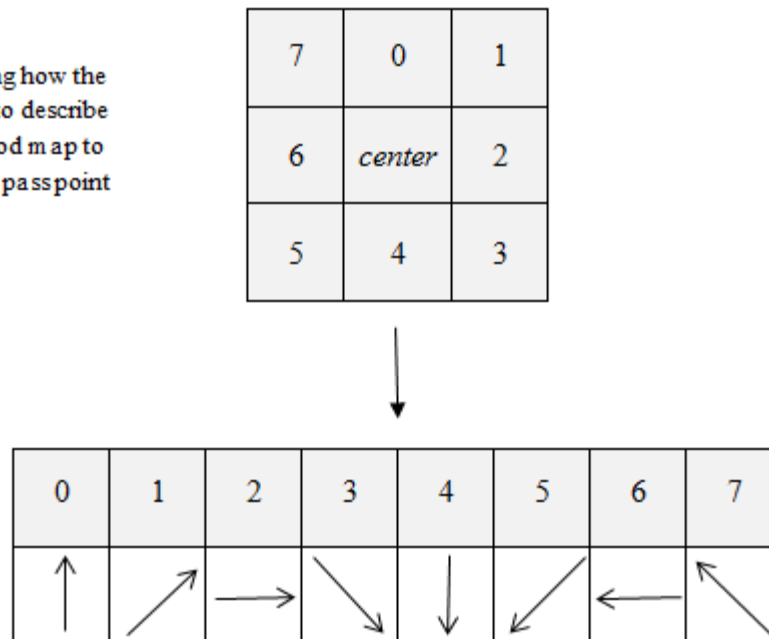 7 0 1
g how the
o describe
od map to
passpoint
6 center 2
5 4 3
0 1 2 3 4 5 6 7